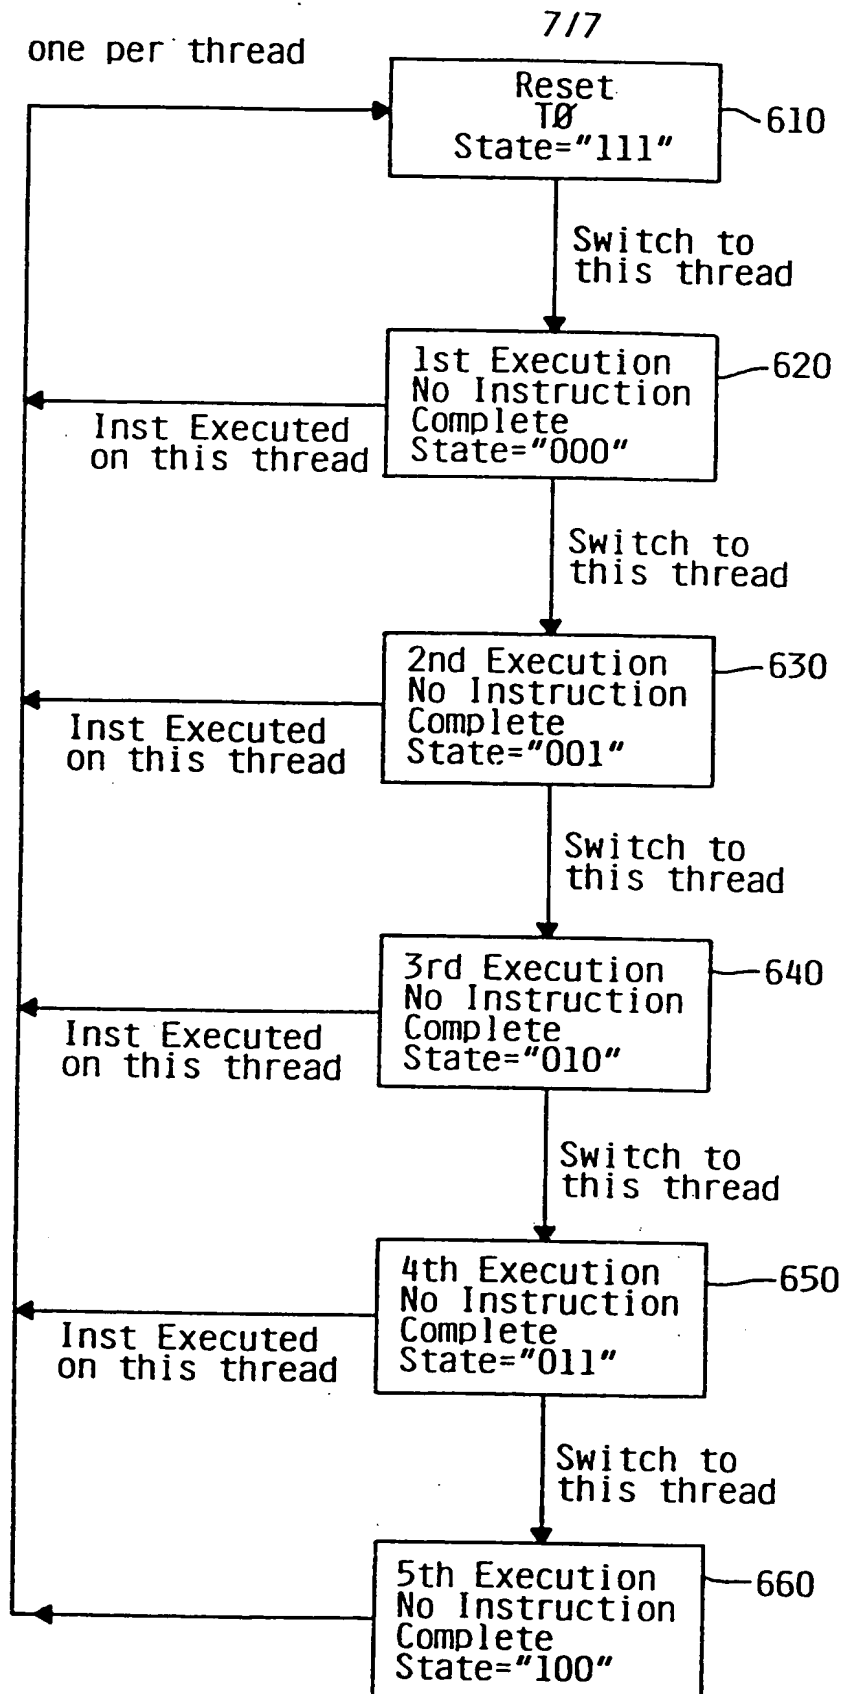 7/7
one per thread
Reset
T0
State="111"
610
Switch to
this thread
1st Execution
No Instruction
Complete
State="000"
620
Inst Executed
on this thread
Switch to
this thread
2nd Execution
No Instruction
Complete
State="001"
630
Inst Executed
on this thread
Switch to
this thread
3rd Execution
No Instruction
Complete
State="010"
640
Inst Executed
on this thread
Switch to
this thread
4th Execution
No Instruction
Complete
State="011"
650
Inst Executed
on this thread
Switch to
this thread
5th Execution
No Instruction
Complete
State="100"
660